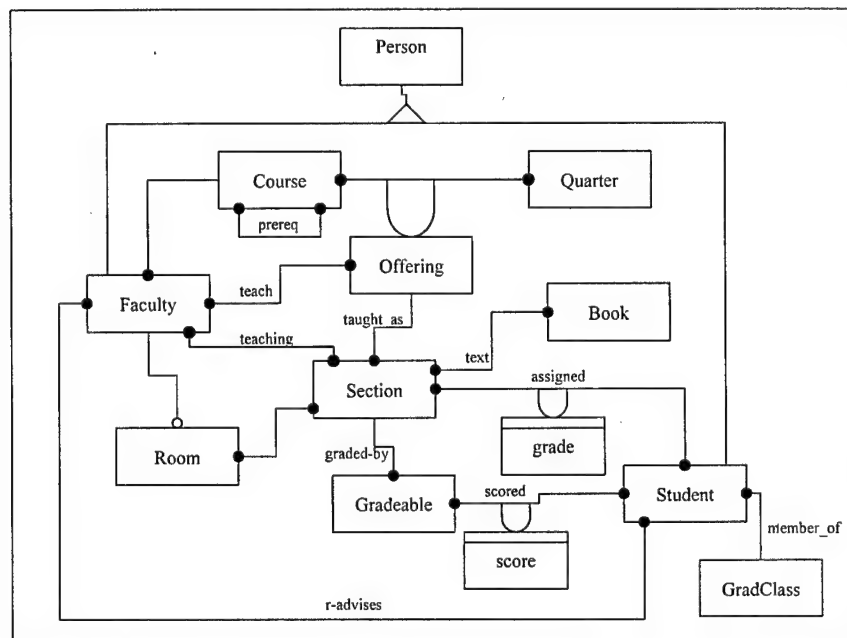 Person
Course
Quarter
prereq
Offering
teach
Faculty
taught_as
Book
teaching
text
Section
assigned
Room
grade
graded-by
Gradeable
scored
Student
member_of
score
GradClass
r-advises